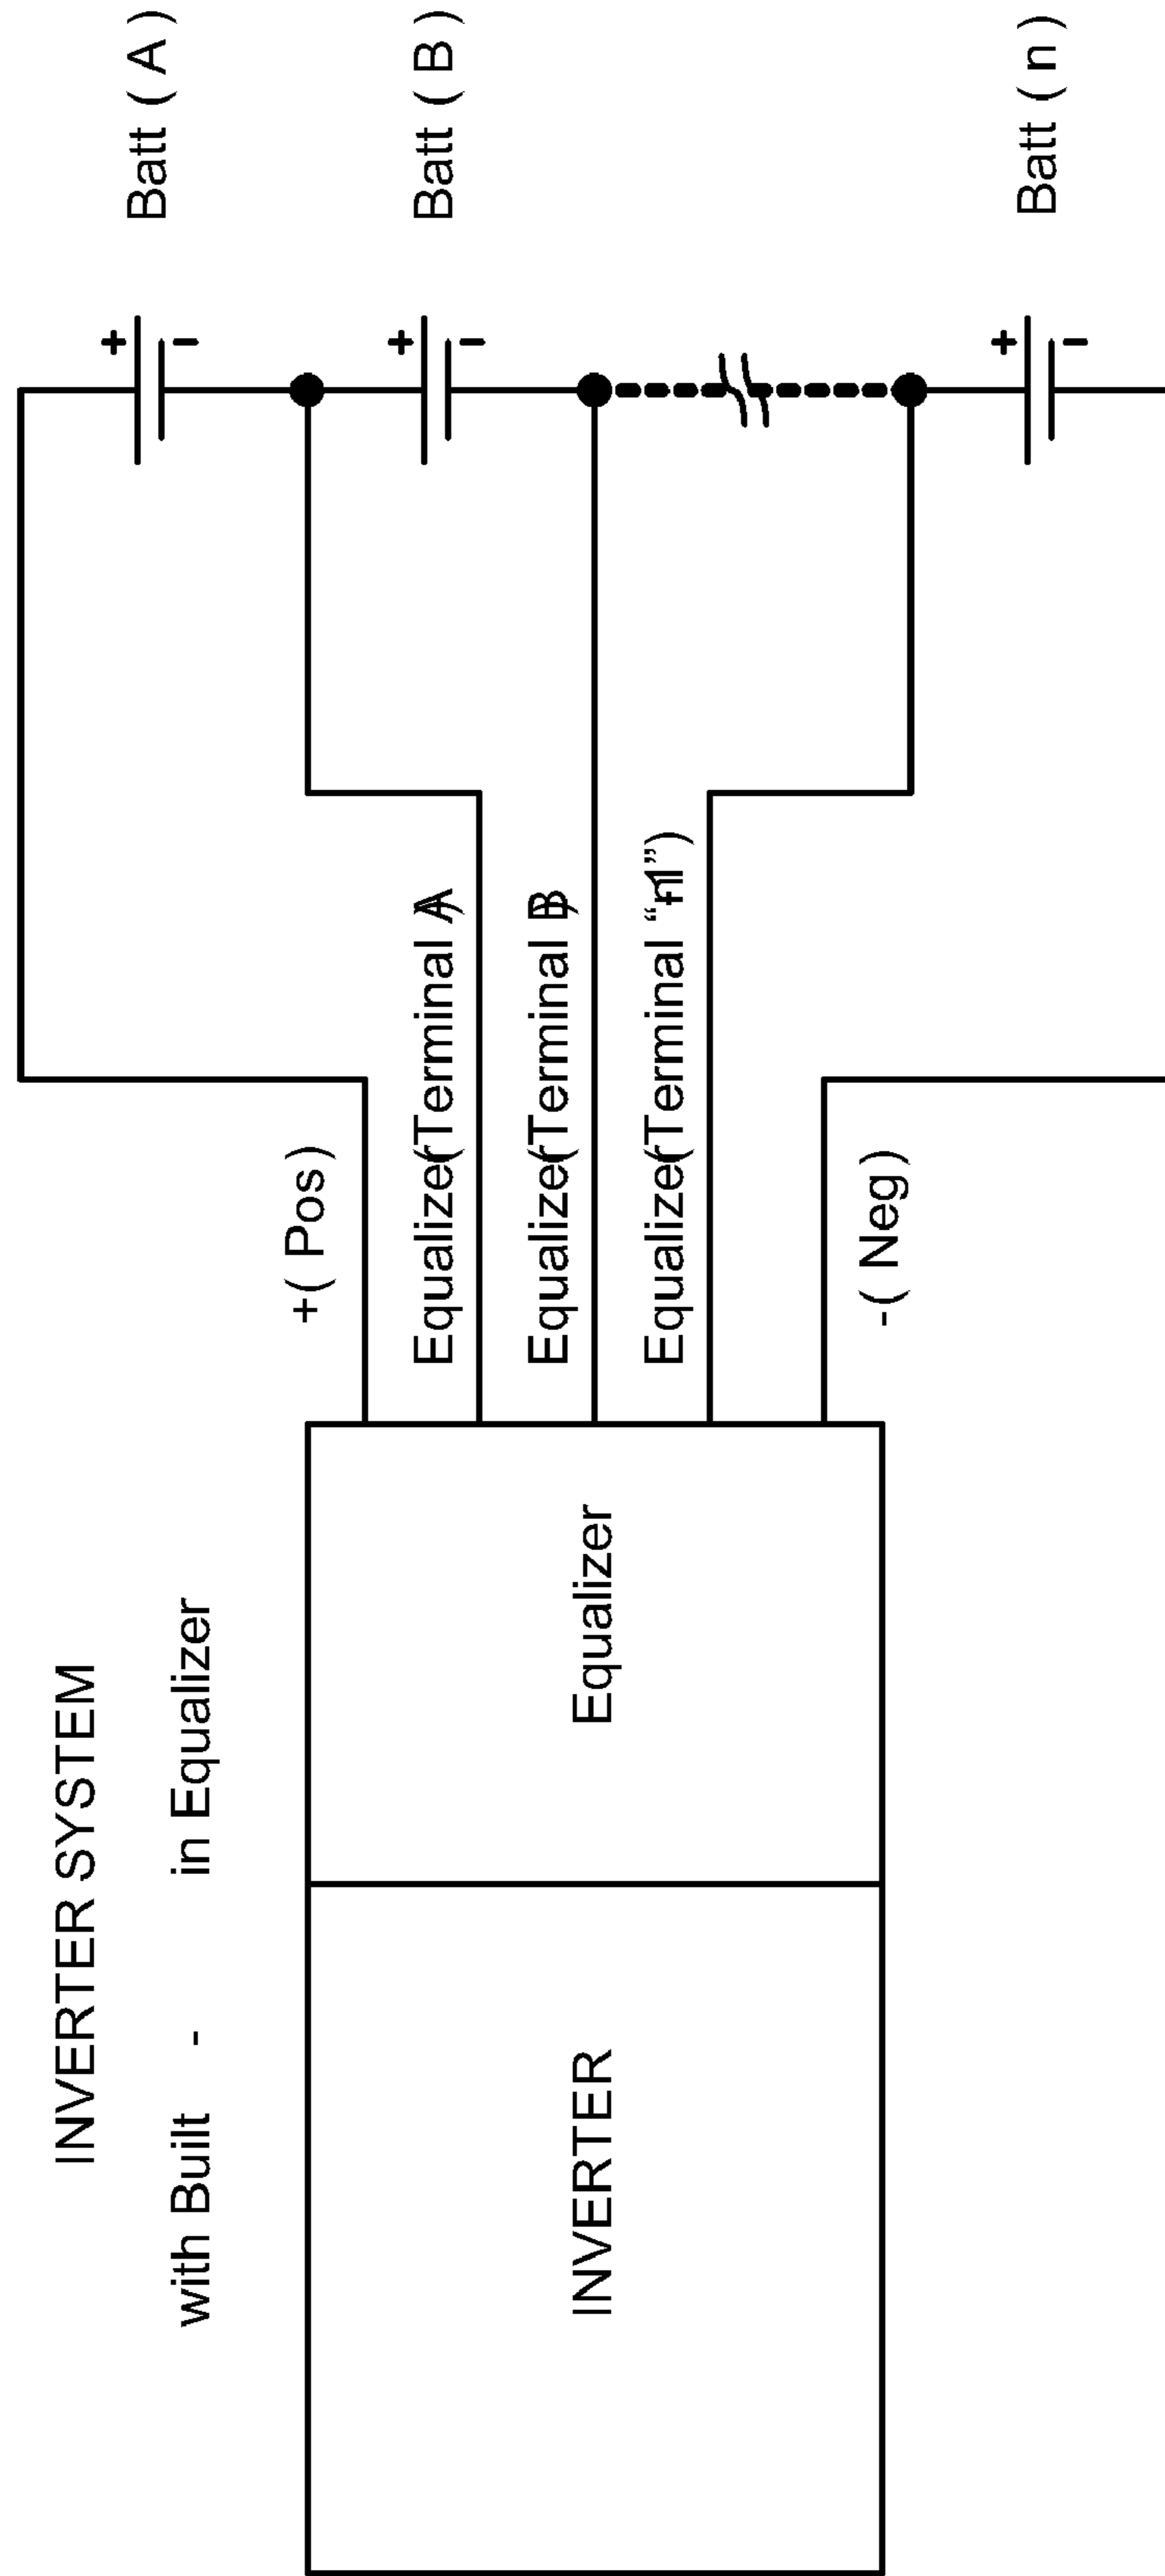 INVERTER SYSTEM
with Built - in Equalizer
INVERTER
Equalizer
+( Pos )
Equalizer(Terminal A)
Equalizer(Terminal B)
Equalizer(Terminal “n-1”)
-( Neg )
+
-
Batt ( A )
+
-
Batt ( B )
+
-
Batt ( n )